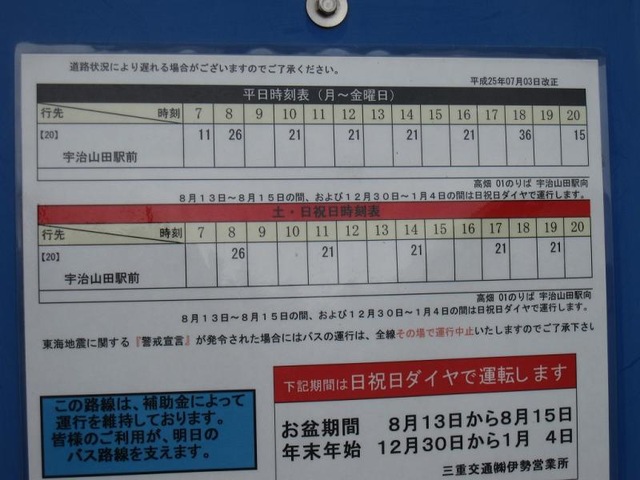 道路状況により遅れる場合がございますのでご了承ください。
平成25年07月03日改正
平日時刻表（月～金曜日）
行先 時刻 7 8 9 10 11 12 13 14 15 16 17 18 19 20
【20】 11 26 21 21 21 21 36 15
宇治山田駅前
高畑 01のりば 宇治山田駅向
8月13日～8月15日の間、および12月30日～1月4日の間は日祝日ダイヤで運行します。
土・日祝日時刻表
行先 時刻 7 8 9 10 11 12 13 14 15 16 17 18 19 20
【20】 26 21 21 21 21
宇治山田駅前
高畑 01のりば 宇治山田駅向
8月13日～8月15日の間、および12月30日～1月4日の間は日祝日ダイヤで運行します。
東海地震に関する『警戒宣言』が発令された場合にはバスの運行は、全線その場で運行中止いたしますのでご了承下さい
この路線は、補助金によって
運行を維持しております。
皆様のご利用が、明日の
バス路線を支えます。
下記期間は日祝日ダイヤで運転します
お盆期間 8月13日から8月15日
年末年始 12月30日から1月 4日
三重交通㈱伊勢営業所